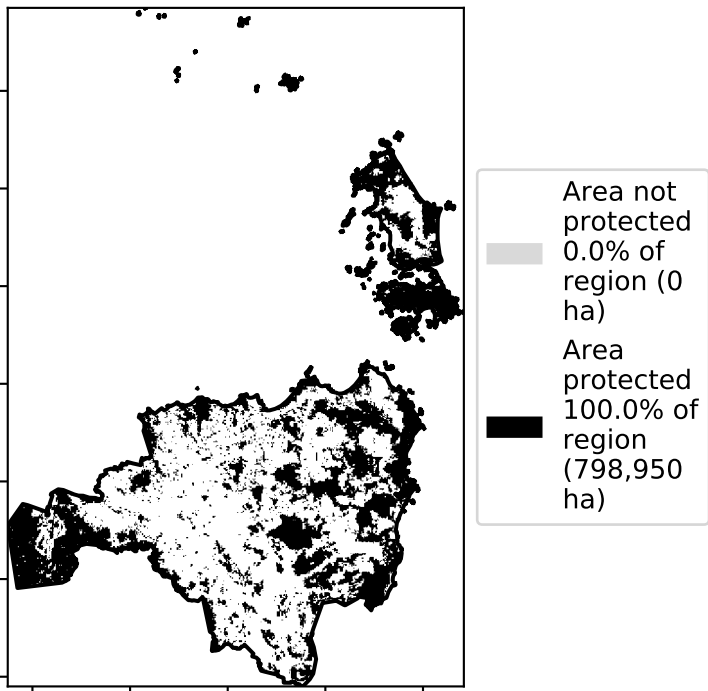 Area not
protected
0.0% of
region (0
ha)
Area
protected
100.0% of
region
(798,950
ha)